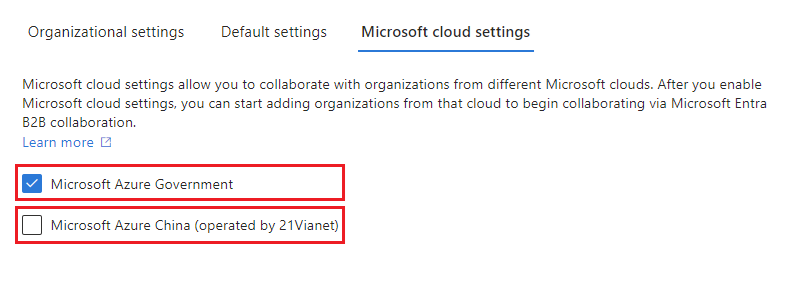 Organizational settings Default settings Microsoft cloud settings
Microsoft cloud settings allow you to collaborate with organizations from different Microsoft clouds. After you enable
Microsoft cloud settings, you can start adding organizations from that cloud to begin collaborating via Microsoft Entra
B2B collaboration.
Learn more
Microsoft Azure Government
Microsoft Azure China (operated by 21Vianet)